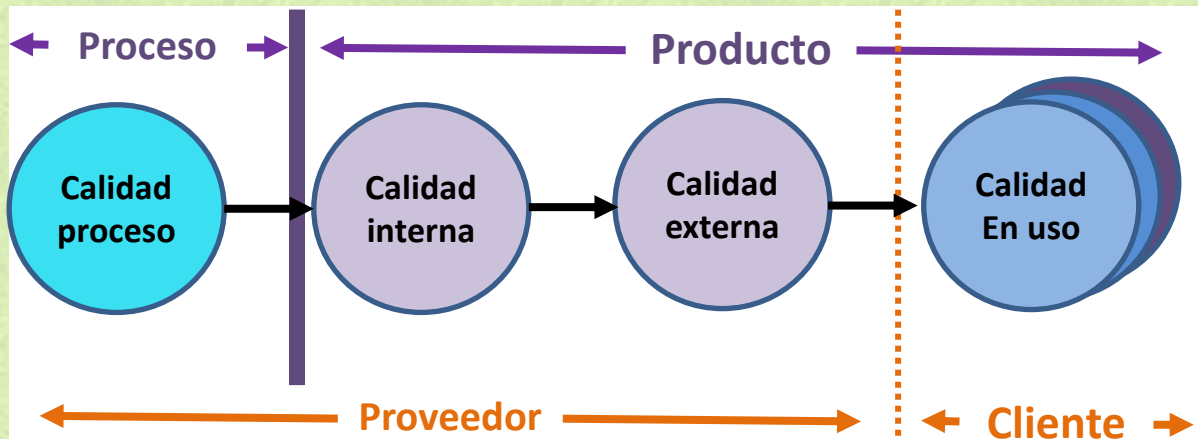 Proceso
Producto
Calidad
proceso
Calidad
interna
Calidad
externa
Calidad
En uso
Proveedor
Cliente